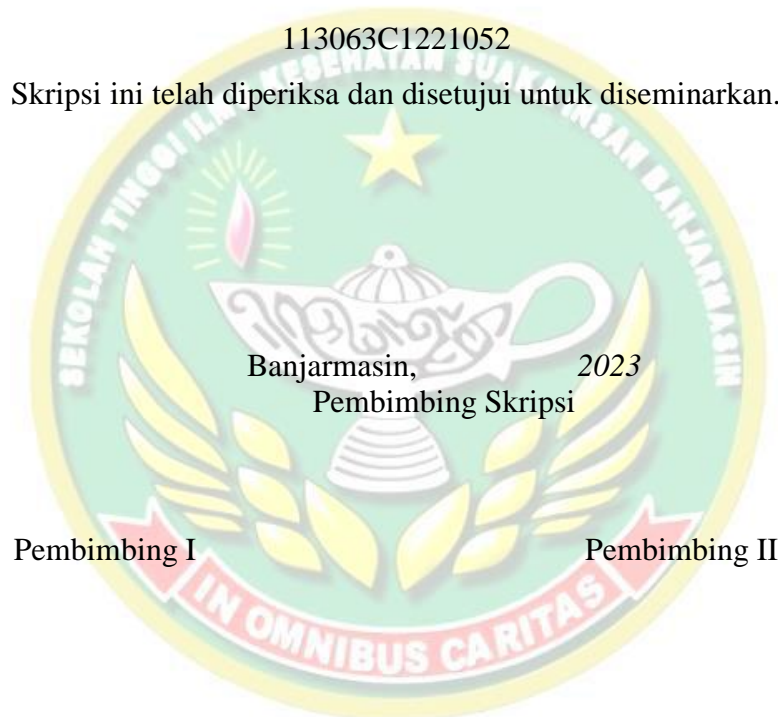 113063C1221052
Skripsi ini telah diperiksa dan disetujui untuk diseminarkan.
SEKOLAH TINGGI ILMU KESEHATAN SUAKA INSAN BANJARMASIN
Banjarmasin, 2023
Pembimbing Skripsi
Pembimbing I Pembimbing II
IN OMNIBUS CARITAS